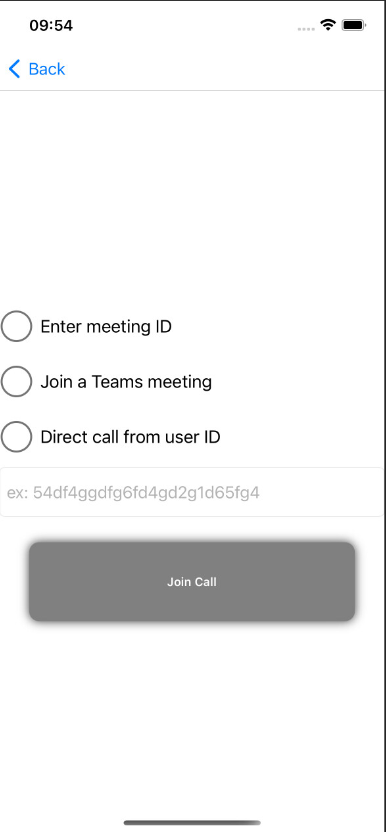 09:54
Back
Enter meeting ID
Join a Teams meeting
Direct call from user ID
ex: 54df4ggdfg6fd4gd2g1d65fg4
Join Call